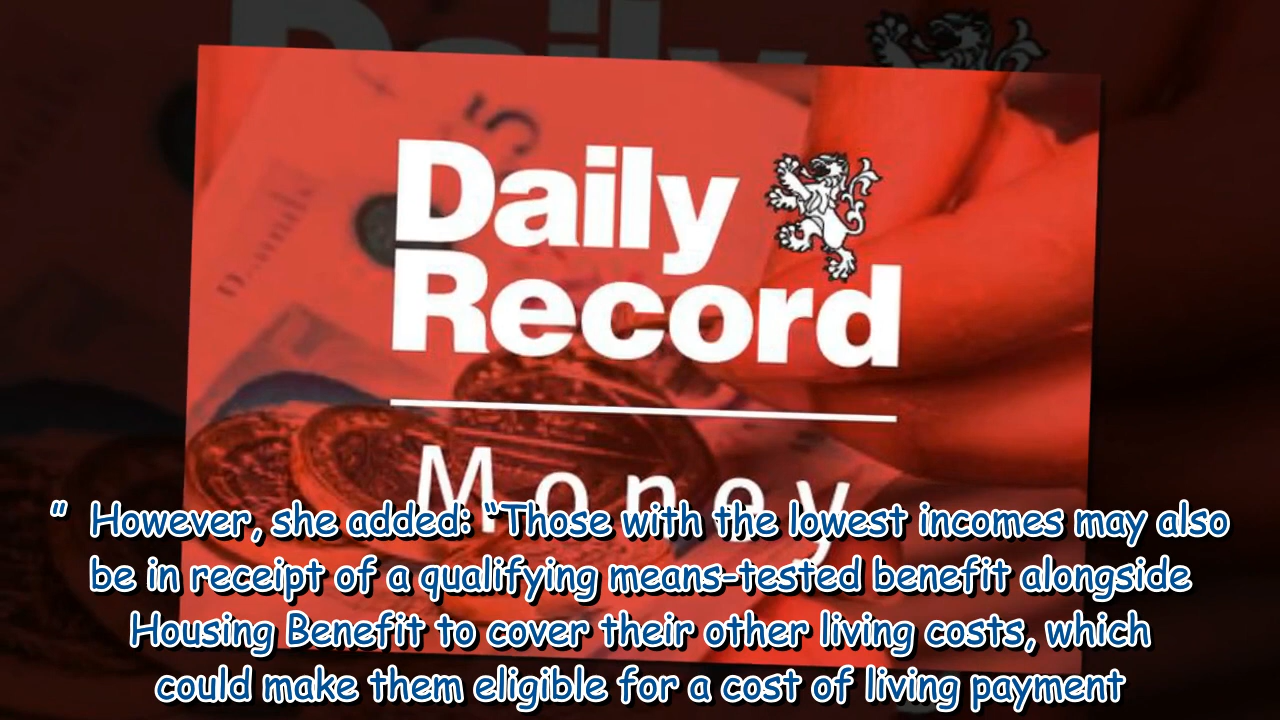 Daily
Daily
Record
Money
” However, she added: “Those with the lowest incomes may also
be in receipt of a qualifying means-tested benefit alongside
Housing Benefit to cover their other living costs, which
could make them eligible for a cost of living payment